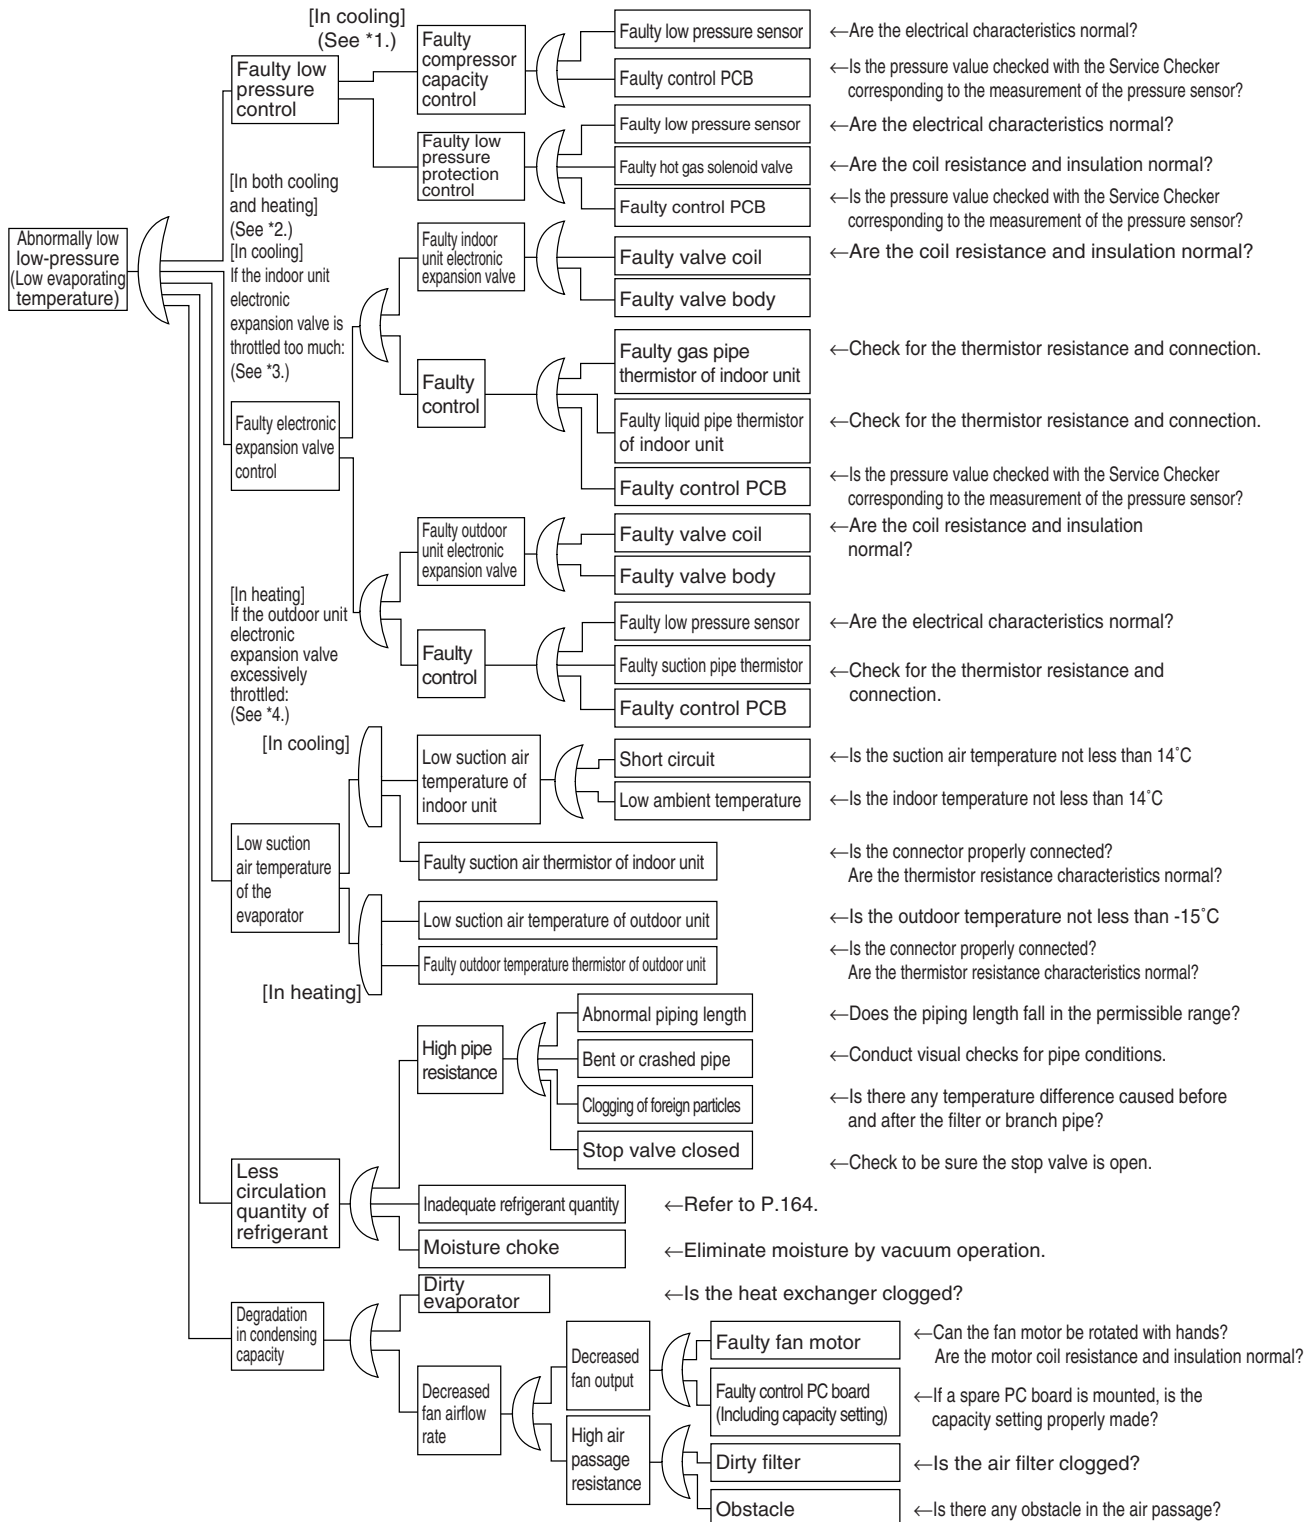 [In cooling]
(See *1.)
Faulty low
pressure
control
Faulty
compressor
capacity
control
Faulty low pressure sensor
←Are the electrical characteristics normal?
Faulty control PCB
←Is the pressure value checked with the Service Checker
corresponding to the measurement of the pressure sensor?
Faulty low
pressure
protection
control
Faulty low pressure sensor
←Are the electrical characteristics normal?
Faulty hot gas solenoid valve
←Are the coil resistance and insulation normal?
Faulty control PCB
←Is the pressure value checked with the Service Checker
corresponding to the measurement of the pressure sensor?
Abnormally low
low-pressure
(Low evaporating
temperature)
[In both cooling
and heating]
(See *2.)
[In cooling]
If the indoor unit
electronic
expansion valve is
throttled too much:
(See *3.)
Faulty electronic
expansion valve
control
Faulty indoor
unit electronic
expansion valve
Faulty valve coil
←Are the coil resistance and insulation normal?
Faulty valve body
Faulty
control
Faulty gas pipe
thermistor of indoor unit
←Check for the thermistor resistance and connection.
Faulty liquid pipe thermistor
of indoor unit
←Check for the thermistor resistance and connection.
Faulty control PCB
←Is the pressure value checked with the Service Checker
corresponding to the measurement of the pressure sensor?
Faulty outdoor
unit electronic
expansion valve
Faulty valve coil
←Are the coil resistance and insulation
normal?
Faulty valve body
[In heating]
If the outdoor unit
electronic
expansion valve
excessively
throttled:
(See *4.)
Faulty
control
Faulty low pressure sensor
←Are the electrical characteristics normal?
Faulty suction pipe thermistor
←Check for the thermistor resistance and
connection.
Faulty control PCB
[In cooling]
Low suction
air temperature
of the
evaporator
Low suction air
temperature of
indoor unit
Short circuit
←Is the suction air temperature not less than 14˚C
Low ambient temperature
←Is the indoor temperature not less than 14˚C
Faulty suction air thermistor of indoor unit
←Is the connector properly connected?
Are the thermistor resistance characteristics normal?
Low suction air temperature of outdoor unit
←Is the outdoor temperature not less than -15˚C
Faulty outdoor temperature thermistor of outdoor unit
←Is the connector properly connected?
Are the thermistor resistance characteristics normal?
[In heating]
Less
circulation
quantity of
refrigerant
High pipe
resistance
Abnormal piping length
←Does the piping length fall in the permissible range?
Bent or crashed pipe
←Conduct visual checks for pipe conditions.
Clogging of foreign particles
←Is there any temperature difference caused before
and after the filter or branch pipe?
Stop valve closed
←Check to be sure the stop valve is open.
Inadequate refrigerant quantity
←Refer to P.164.
Moisture choke
←Eliminate moisture by vacuum operation.
Degradation
in condensing
capacity
Dirty
evaporator
←Is the heat exchanger clogged?
Decreased
fan airflow
rate
Decreased
fan output
Faulty fan motor
←Can the fan motor be rotated with hands?
Are the motor coil resistance and insulation normal?
Faulty control PC board
(Including capacity setting)
←If a spare PC board is mounted, is the
capacity setting properly made?
High air
passage
resistance
Dirty filter
←Is the air filter clogged?
Obstacle
←Is there any obstacle in the air passage?